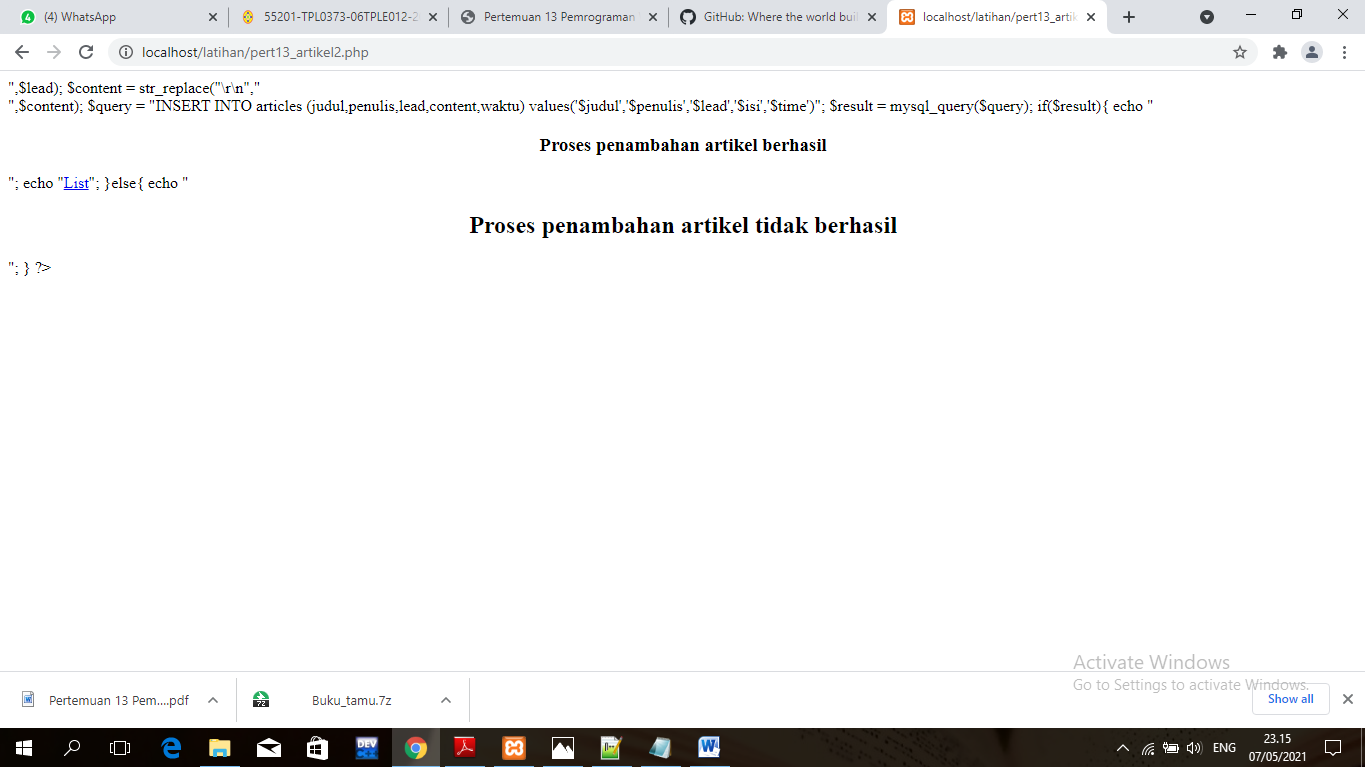 (4) WhatsApp
55201-TPL0373-06TPLE012-2
Pertemuan 13 Pemrograman
GitHub: Where the world buil
localhost/latihan/pert13_artik
localhost/latihan/pert13_artikel2.php
",$lead); $content = str_replace("\r\n","
",$content); $query = "INSERT INTO articles (judul,penulis,lead,content,waktu) values('$judul','$penulis','$lead','$isi','$time')"; $result = mysql_query($query); if($result){ echo "
Proses penambahan artikel berhasil
"; echo "List"; }else{ echo "
Proses penambahan artikel tidak berhasil
"; } ?>
Activate Windows
Go to Settings to activate Windows.
Pertemuan 13 Pem....pdf
Buku_tamu.7z
Show all
DEV
ENG
23.15
07/05/2021